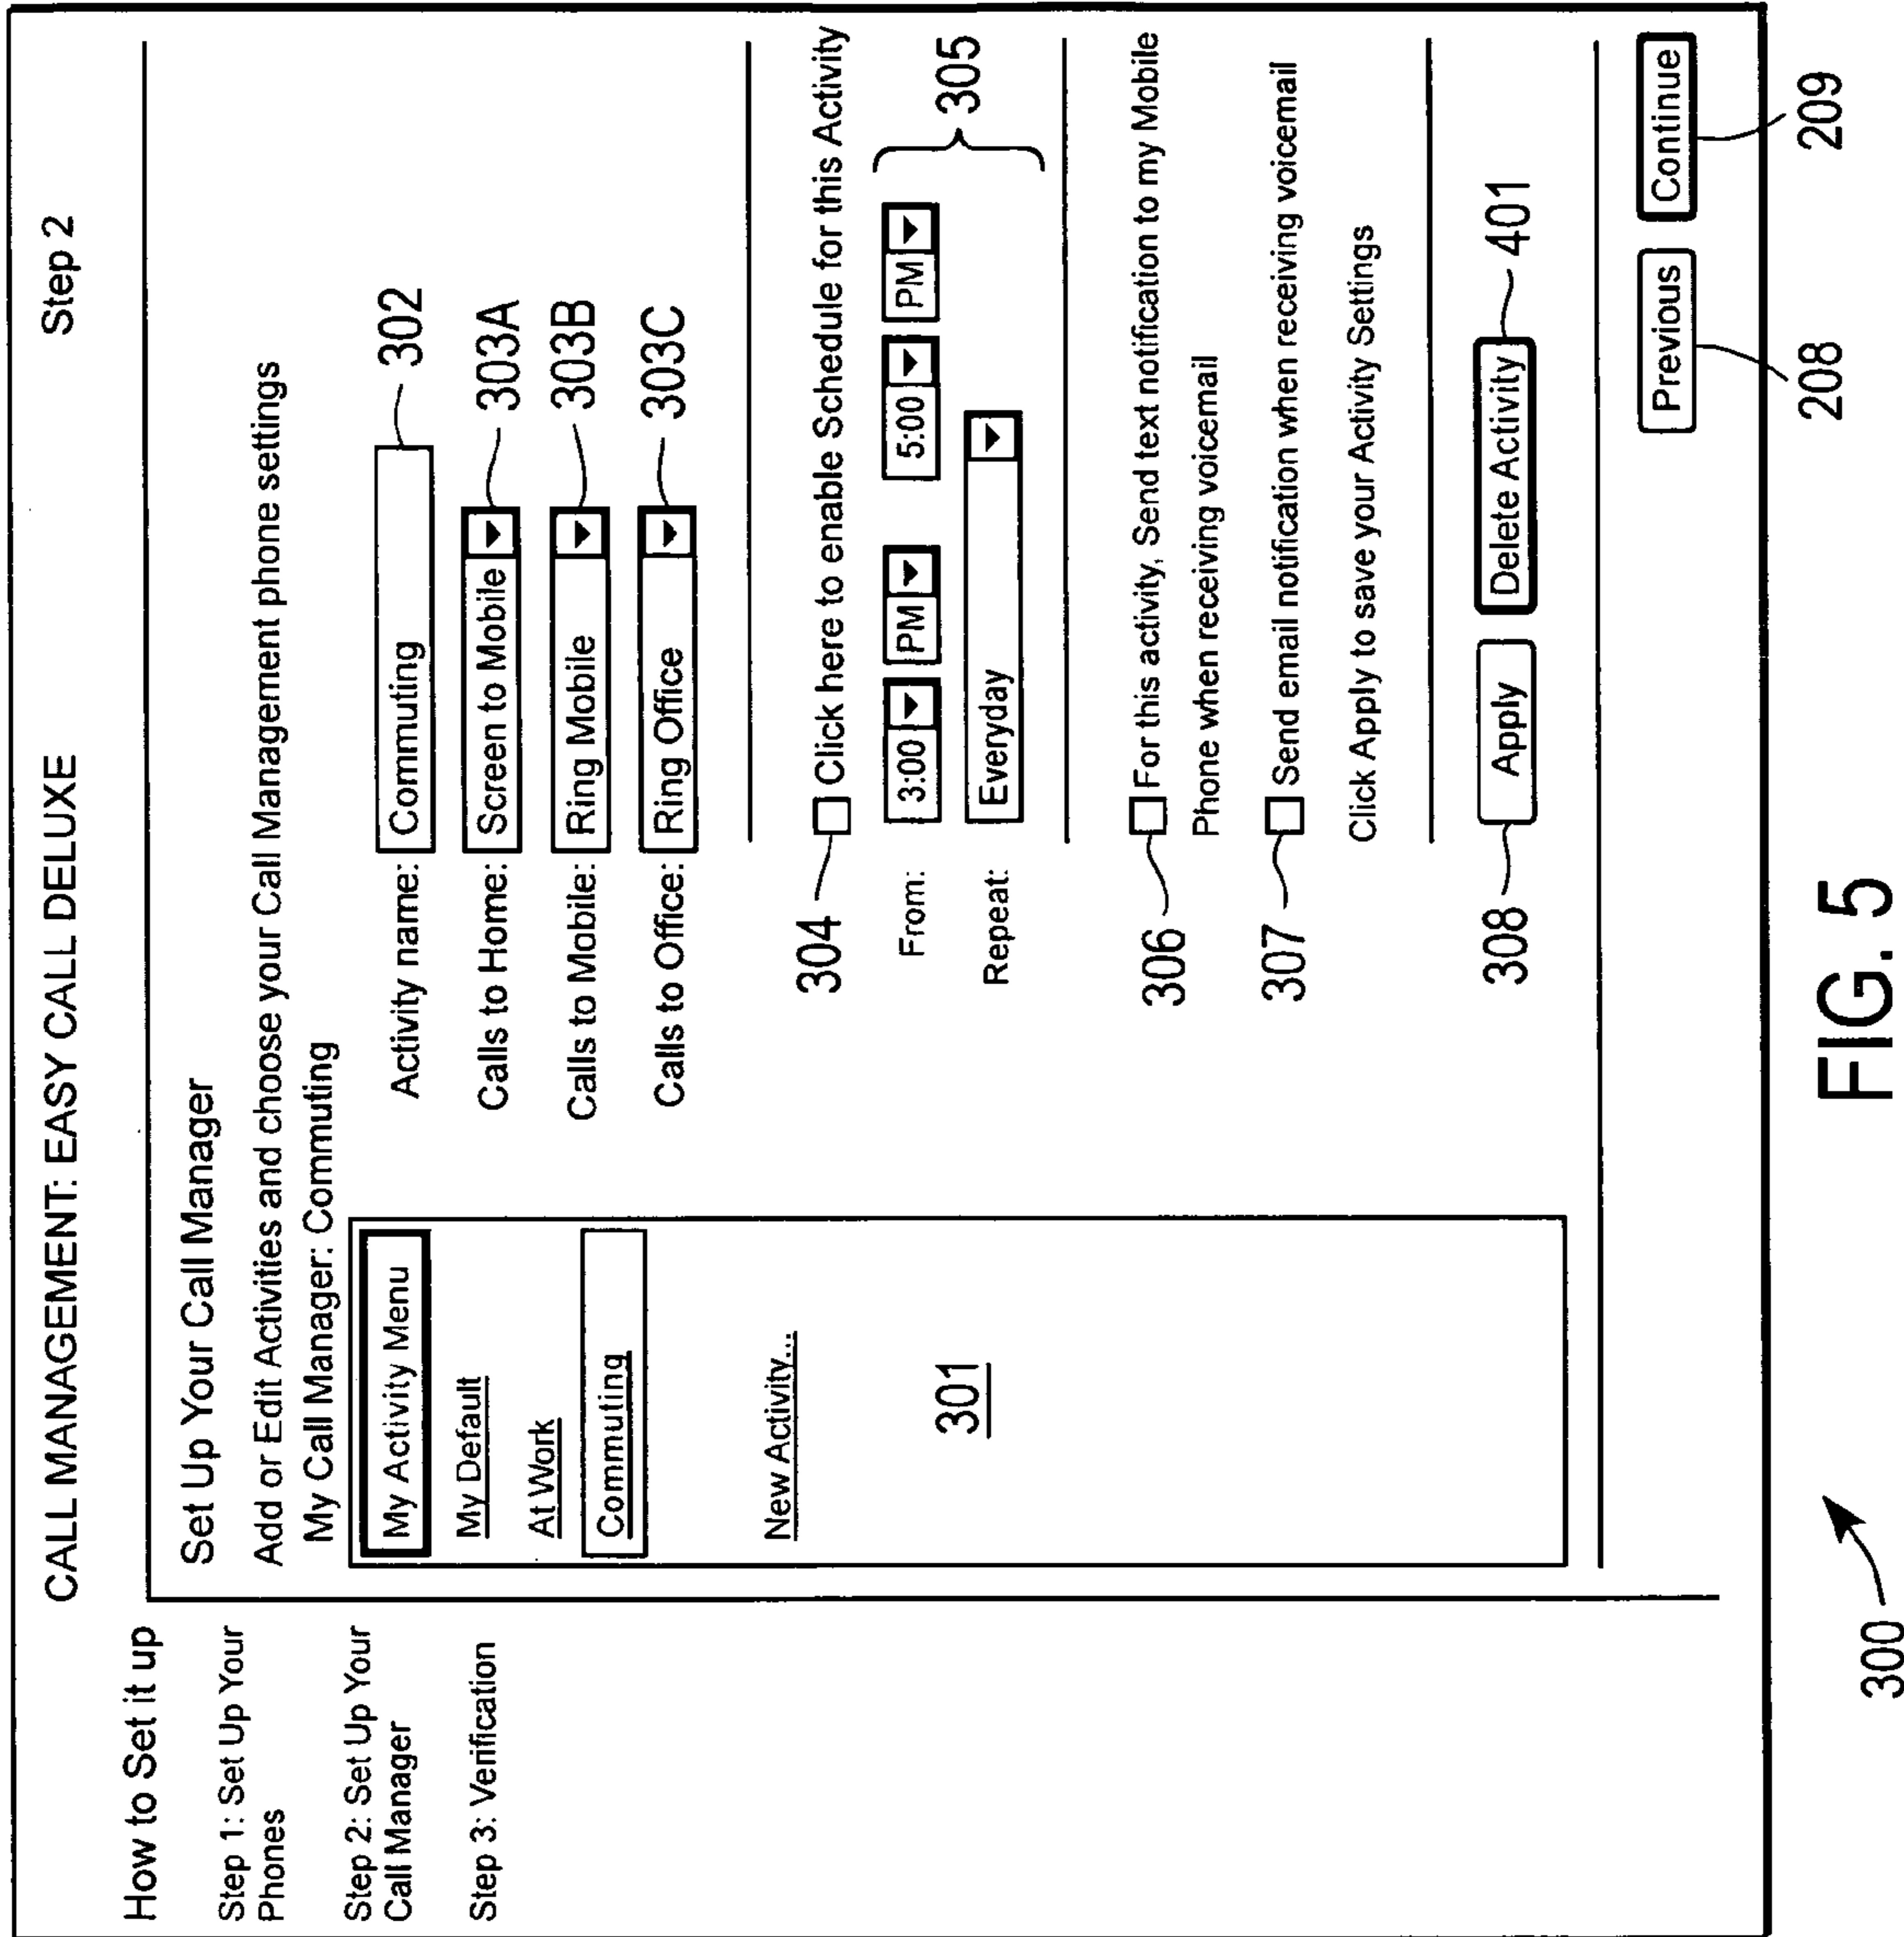 CALL MANAGEMENT: EASY CALL DELUXE
Step 2
How to Set it up
Step 1: Set Up Your
Phones
Step 2: Set Up Your
Call Manager
Step 3: Verification
Set Up Your Call Manager
Add or Edit Activities and choose your Call Management phone settings
My Call Manager: Commuting
My Activity Menu
My Default
At Work
Commuting
New Activity...
301
Activity name: Commuting 302
Calls to Home: Screen to Mobile 303A
Calls to Mobile: Ring Mobile 303B
Calls to Office: Ring Office 303C
304 Click here to enable Schedule for this Activity
From: 3:00 PM 5:00 PM
305
Repeat: Everyday
306 For this activity, Send text notification to my Mobile
Phone when receiving voicemail
307 Send email notification when receiving voicemail
Click Apply to save your Activity Settings
308 Apply Delete Activity 401
Previous Continue
208 209
300
FIG. 5